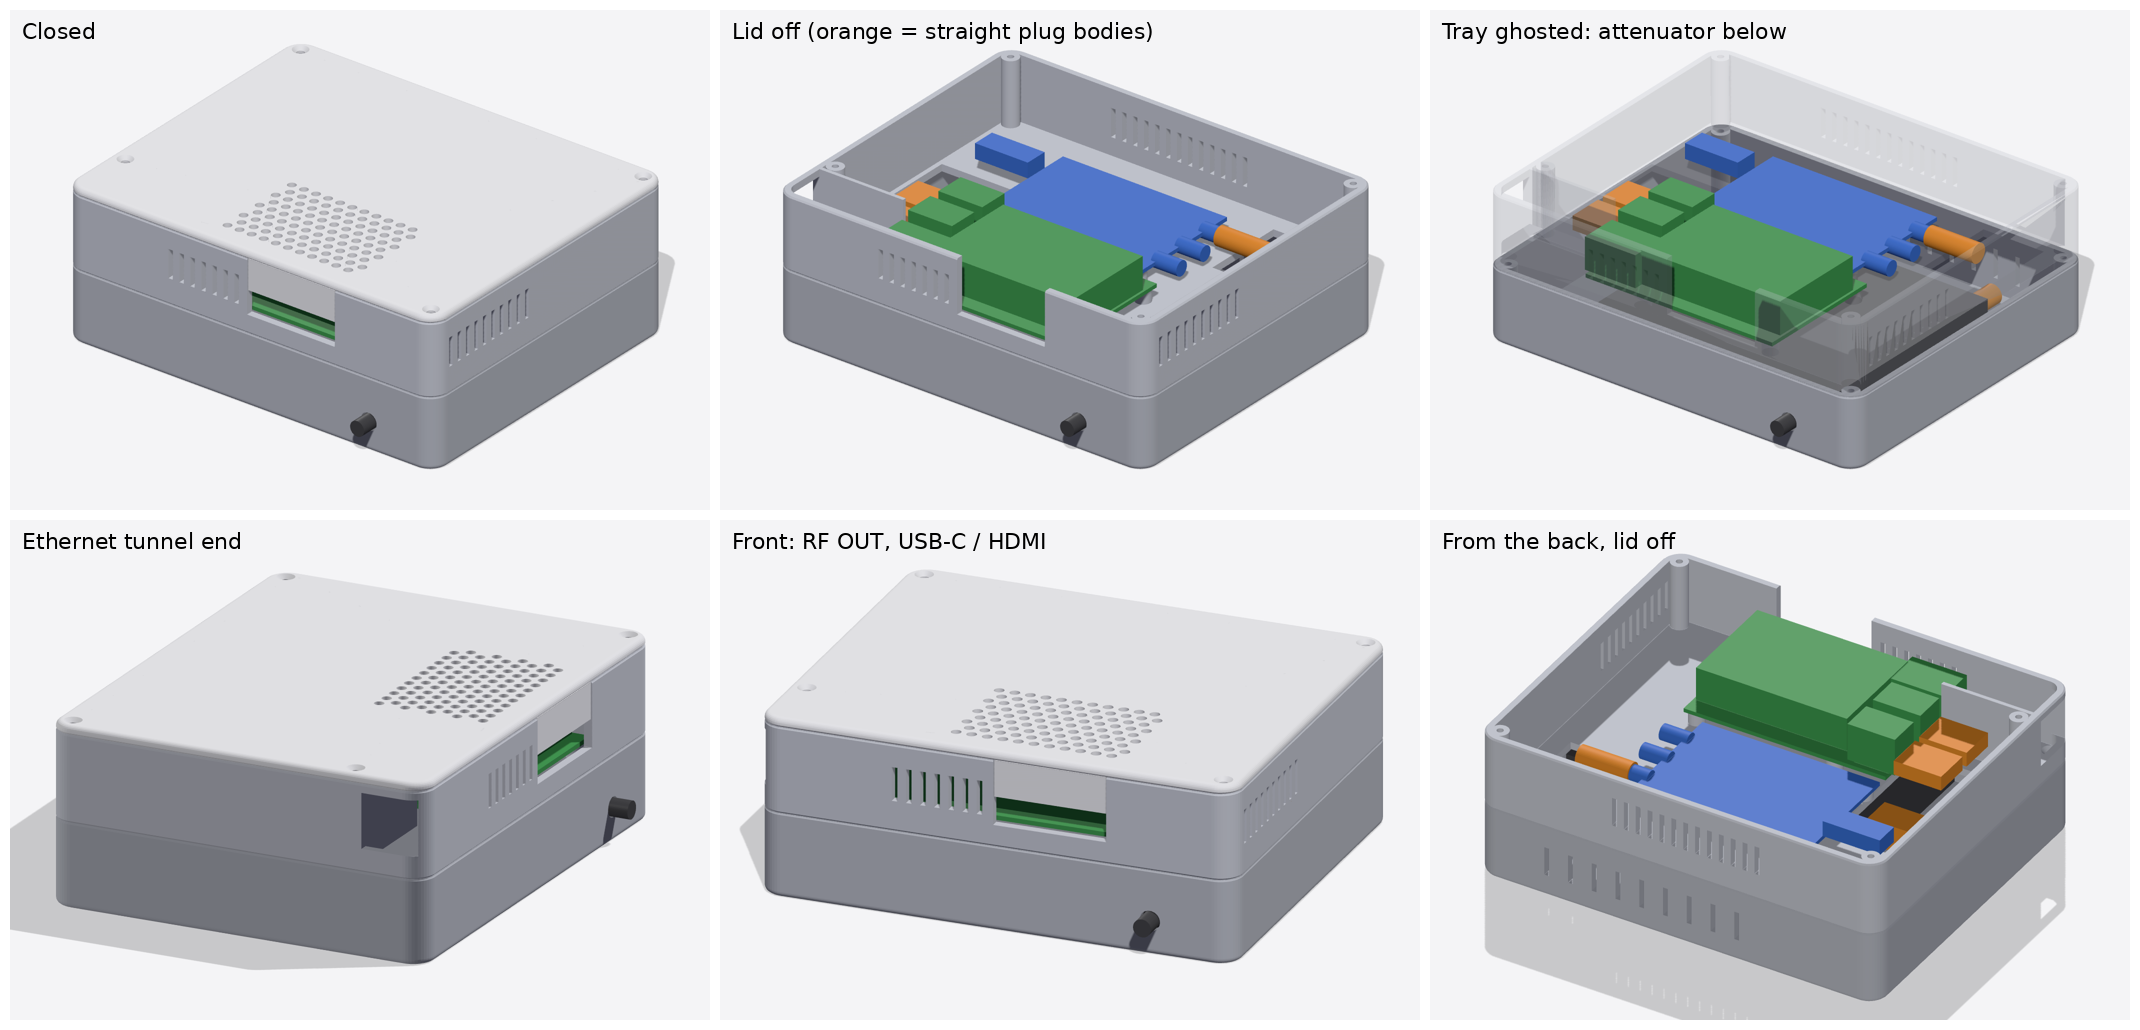 Closed
Lid off (orange = straight plug bodies)
Tray ghosted: attenuator below
Ethernet tunnel end
Front: RF OUT, USB-C / HDMI
From the back, lid off